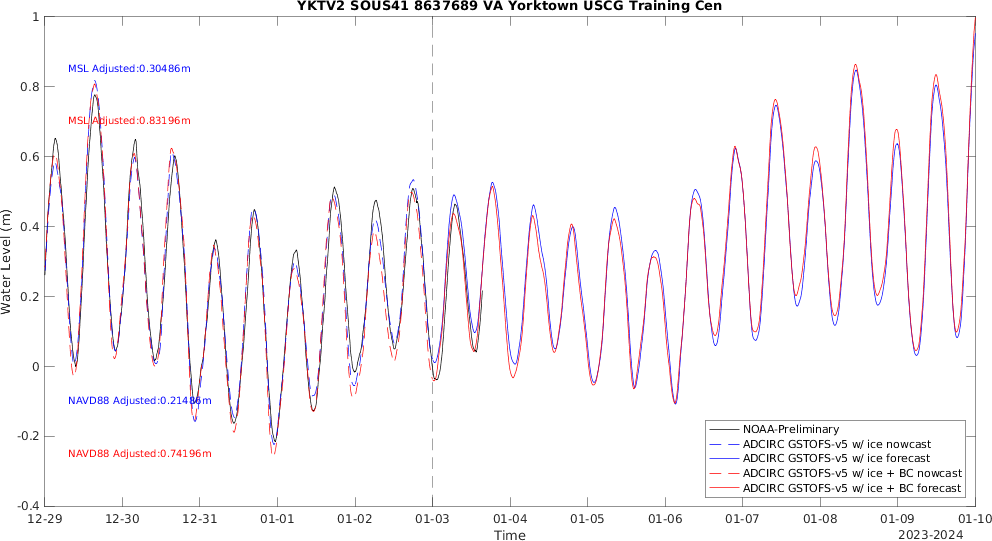 YKTV2 SOUS41 8637689 VA Yorktown USCG Training Cen
Water Level (m)
1
0.8
0.6
0.4
0.2
0
-0.2
-0.4
MSL Adjusted:0.30486m
MSL Adjusted:0.83196m
NAVD88 Adjusted:0.21486m
NAVD88 Adjusted:0.74196m
NOAA-Preliminary
ADCIRC GSTOFS-v5 w/ ice nowcast
ADCIRC GSTOFS-v5 w/ ice forecast
ADCIRC GSTOFS-v5 w/ ice + BC nowcast
ADCIRC GSTOFS-v5 w/ ice + BC forecast
12-29 12-30 12-31 01-01 01-02 01-03 01-04 01-05 01-06 01-07 01-08 01-09 01-10
Time
2023-2024